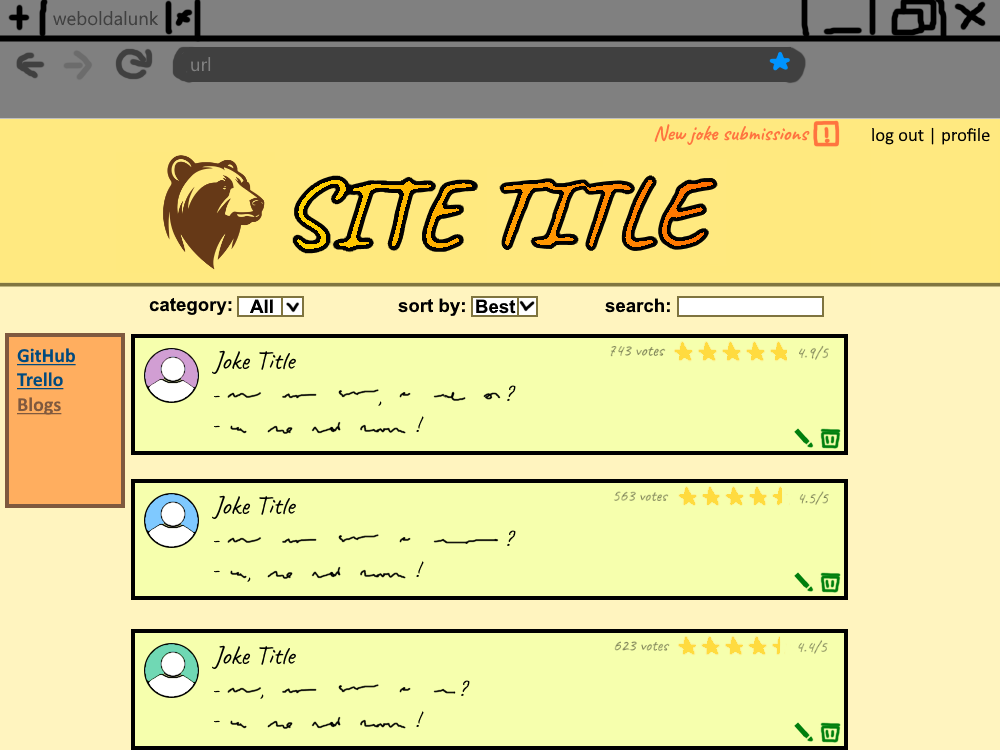 weboldalunk
url
New joke submissions !
log out | profile
SITE TITLE
category: All
sort by: Best
search:
GitHub
Trello
Blogs
Joke Title
743 votes
4.9/5
Joke Title
563 votes
4.5/5
Joke Title
623 votes
4.4/5